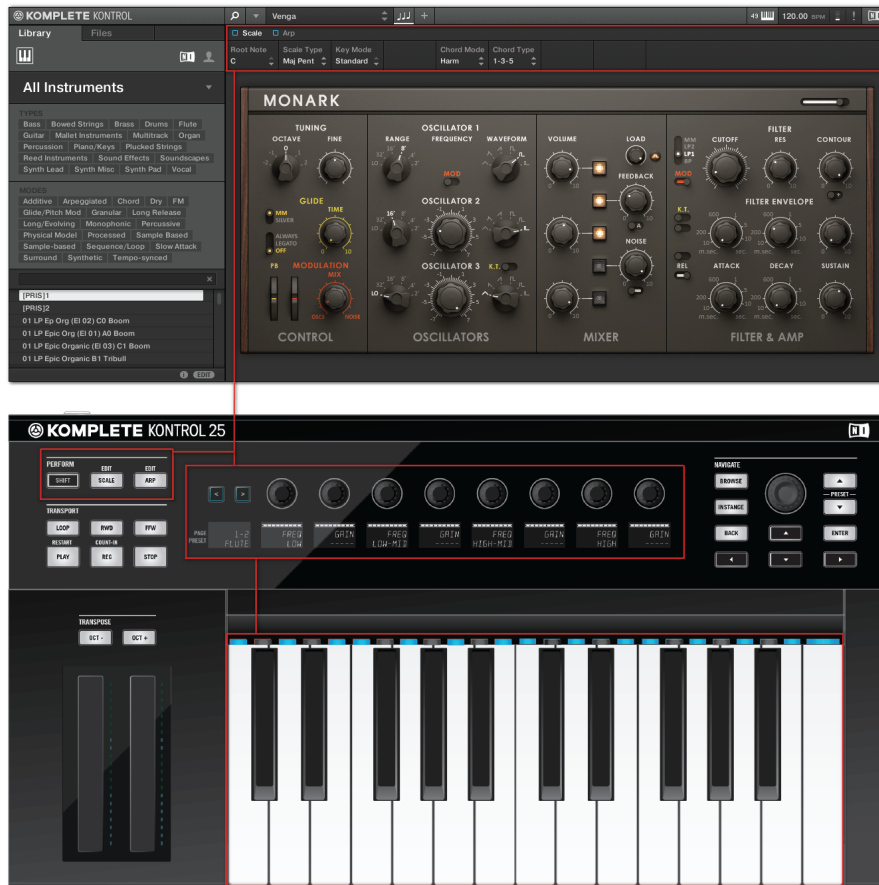 KOMPLETE KONTROL
Venga
49
120.00 BPM
Library Files
Scale Arp
Root Note Scale Type Key Mode Chord Mode Chord Type
C Maj Pent Standard Harm 1-3-5
All Instruments
TYPES
Bass Bowed Strings Brass Drums Flute
Guitar Mallet Instruments Multitrack Organ
Percussion Piano/Keys Plucked Strings
Reed Instruments Sound Effects Soundscapes
Synth Lead Synth Misc Synth Pad Vocal
MODES
Additive Arpeggiated Chord Dry FM
Glide/Pitch Mod Granular Long Release
Long/Evolving Monophonic Percussive
Physical Model Processed Sample Based
Sample-based Sequence/Loop Slow Attack
Surround Synthetic Tempo-synced
[PRIS]1
[PRIS]2
01 LP Ep Org (El 02) C0 Boom
01 LP Epic Org (El 01) A0 Boom
01 LP Epic Organic (El 03) C1 Boom
01 LP Epic Organic B1 Tribull
EDIT
MONARK
TUNING
OCTAVE FINE
GLIDE
MM
SILVER
TIME
ALWAYS
LEGATO
OFF
PB
MODULATION
MIX
OSC3 NOISE
CONTROL
OSCILLATOR 1
RANGE FREQUENCY WAVEFORM
MOD
OSCILLATOR 2
OSCILLATOR 3 K.T.
OSCILLATORS
VOLUME LOAD
FEEDBACK
A
NOISE
MIXER
MM
LP2
LP1
BP
MOD
FILTER
CUTOFF RES CONTOUR
K.T.
FILTER ENVELOPE
REL
ATTACK DECAY SUSTAIN
FILTER & AMP
KOMPLETE KONTROL 25
NI
PERFORM
EDIT EDIT
SHIFT SCALE ARP
TRANSPORT
LOOP RWD FFW
RESTART COUNT-IN
PLAY REC STOP
< >
PAGE 1-2 FREQ GAIN FREQ GAIN FREQ GAIN FREQ GAIN
PRESET FLUTE LOW ----- LOW-MID ----- HIGH-MID ----- HIGH -----
NAVIGATE
BROWSE
PRESET
INSTANCE
BACK ENTER
TRANSPOSE
OCT - OCT +